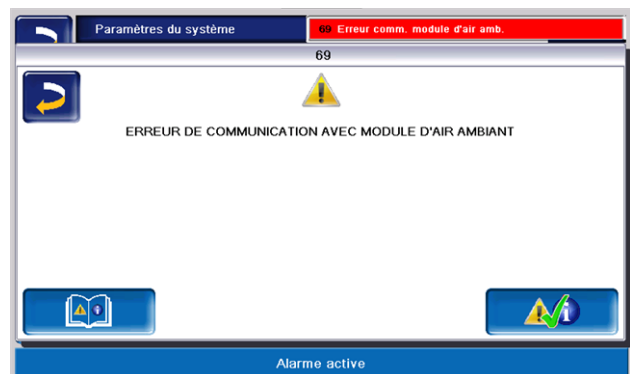 Paramètres du système
69 Erreur comm. module d'air amb.
69
ERREUR DE COMMUNICATION AVEC MODULE D'AIR AMBIANT
Alarme active